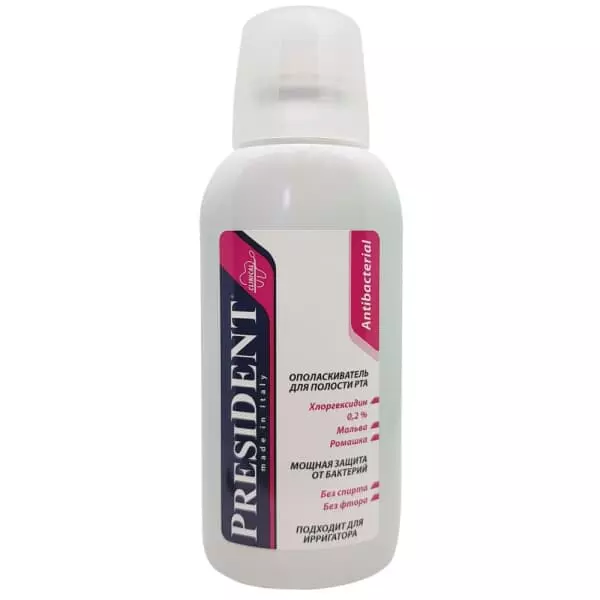 PRESIDENT®
made in Italy
CLINICAL
Antibacterial
ОПОЛАСКИВАТЕЛЬ
ДЛЯ ПОЛОСТИ РТА
Хлоргексидин
0,2 %
Мальва
Ромашка
МОЩНАЯ ЗАЩИТА
ОТ БАКТЕРИЙ
Без спирта
Без фтора
ПОДХОДИТ ДЛЯ
ИРРИГАТОРА